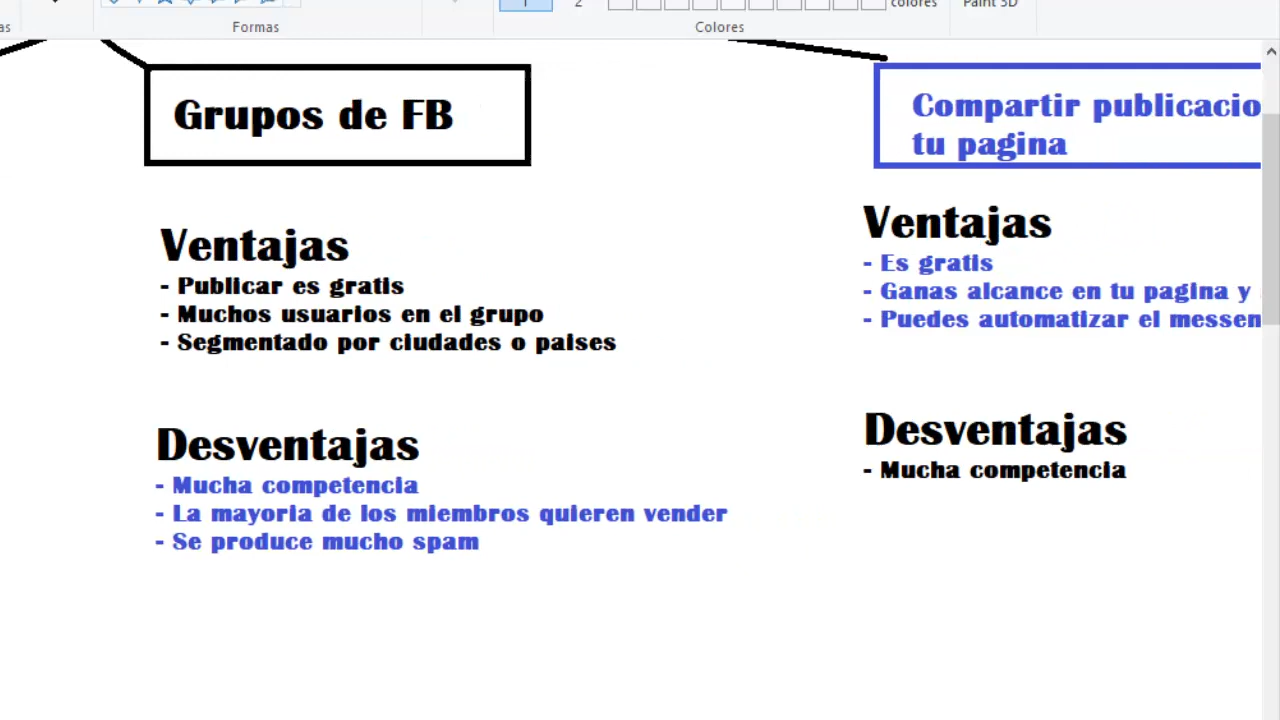 Formas
1
2
Colores
colores
Paint 3D
Grupos de FB
Ventajas
- Publicar es gratis
- Muchos usuarios en el grupo
- Segmentado por ciudades o paises
Desventajas
- Mucha competencia
- La mayoria de los miembros quieren vender
- Se produce mucho spam
Compartir publicacio
tu pagina
Ventajas
- Es gratis
- Ganas alcance en tu pagina y
- Puedes automatizar el messen
Desventajas
- Mucha competencia